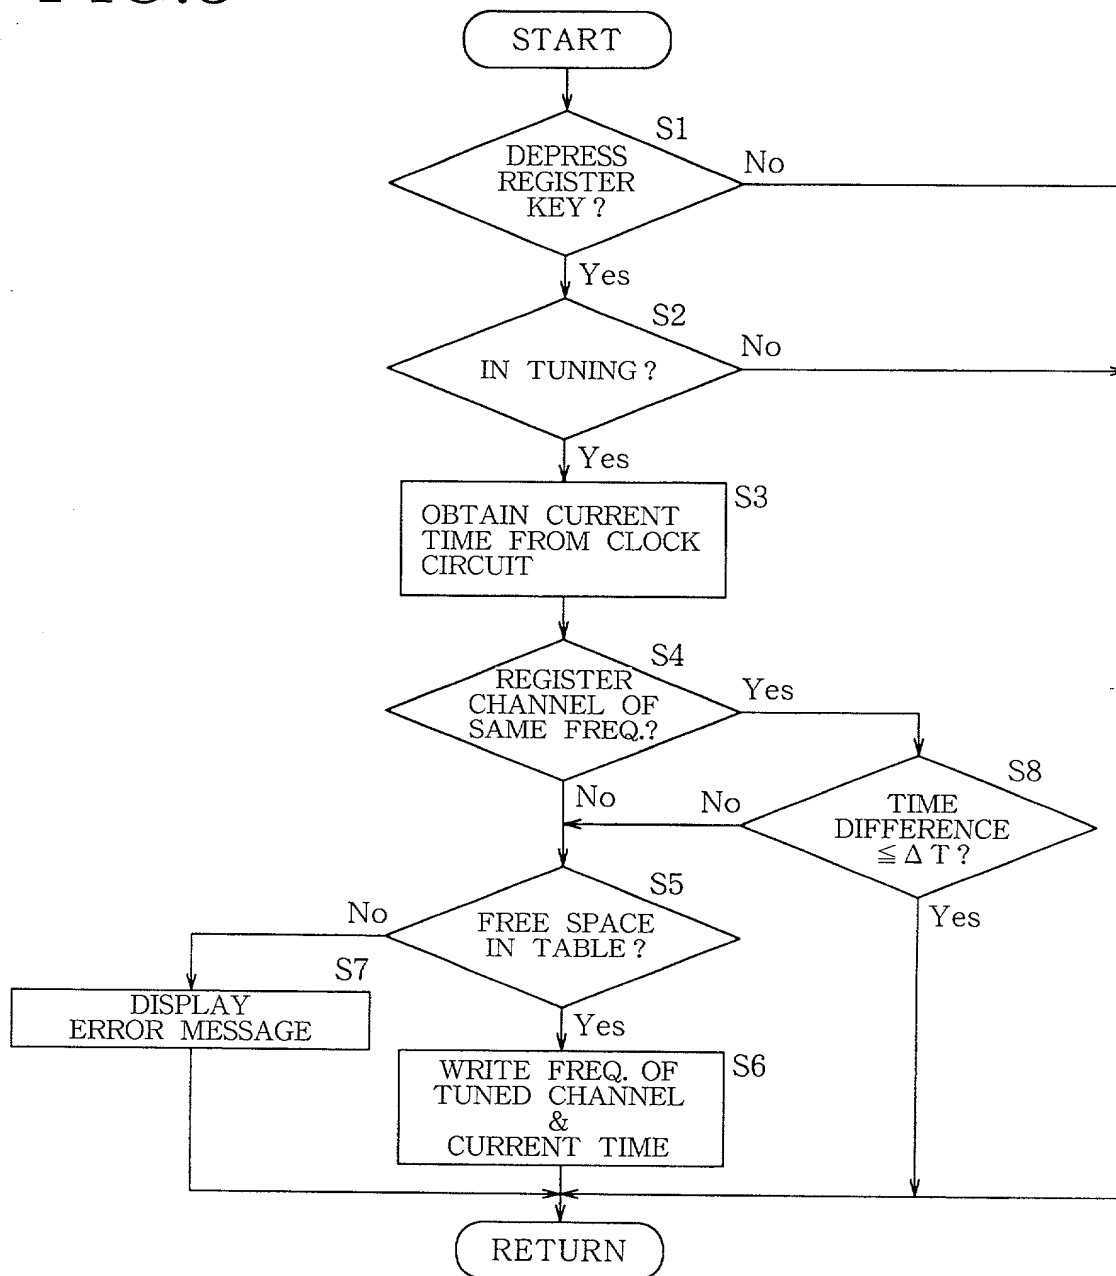 START
S1
DEPRESS
REGISTER
KEY?
No
Yes
S2
IN TUNING?
No
Yes
S3
OBTAIN CURRENT
TIME FROM CLOCK
CIRCUIT
S4
REGISTER
CHANNEL OF
SAME FREQ.?
Yes
No
S8
TIME
DIFFERENCE
≦ΔT?
No
Yes
S5
FREE SPACE
IN TABLE?
No
Yes
S7
DISPLAY
ERROR MESSAGE
S6
WRITE FREQ. OF
TUNED CHANNEL
&
CURRENT TIME
RETURN